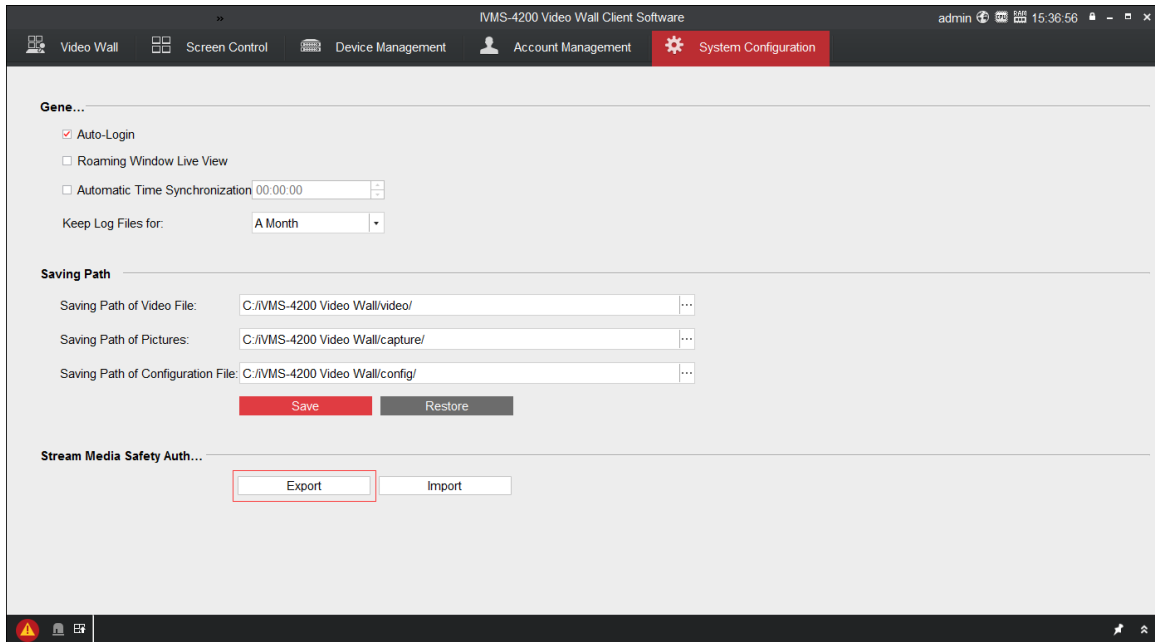 »
IVMS-4200 Video Wall Client Software
admin 15:36:56
Video Wall
Screen Control
Device Management
Account Management
System Configuration
Gene...
Auto-Login
Roaming Window Live View
Automatic Time Synchronization 00:00:00
Keep Log Files for: A Month
Saving Path
Saving Path of Video File: C:/iVMS-4200 Video Wall/video/ ...
Saving Path of Pictures: C:/iVMS-4200 Video Wall/capture/ ...
Saving Path of Configuration File: C:/iVMS-4200 Video Wall/config/ ...
Save Restore
Stream Media Safety Auth...
Export Import